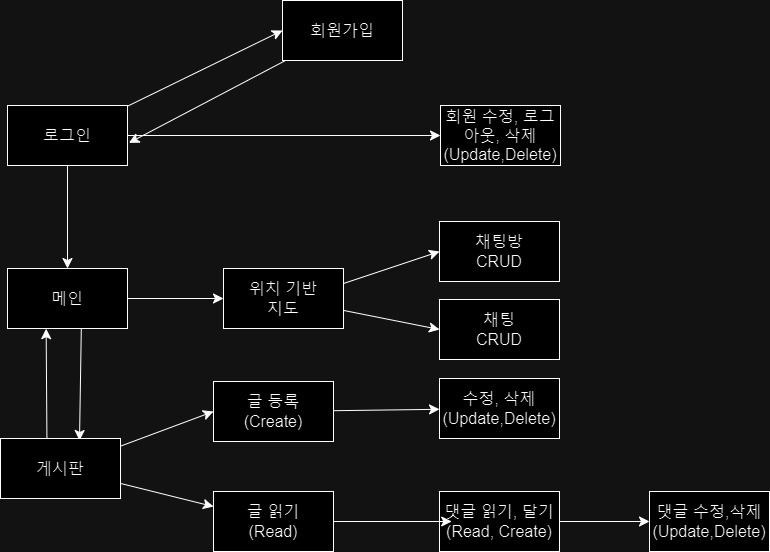 회원가입
로그인
회원 수정, 로그
아웃, 삭제
(Update,Delete)
메인
위치 기반
지도
채팅방
CRUD
채팅
CRUD
게시판
글 등록
(Create)
수정, 삭제
(Update,Delete)
글 읽기
(Read)
댓글 읽기, 달기
(Read, Create)
댓글 수정,삭제
(Update,Delete)